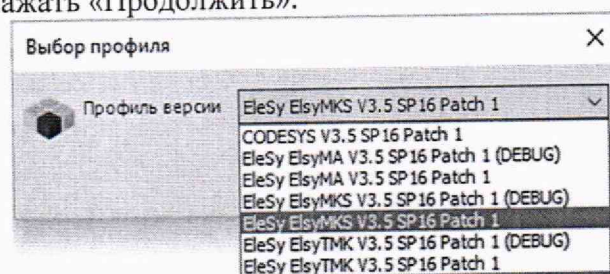 ажать «Продолжить».
Выбор профиля
Профиль версии EleSy ElsyMKS V3.5 SP16 Patch 1
CODESYS V3.5 SP16 Patch 1
EleSy ElsyMA V3.5 SP16 Patch 1 (DEBUG)
EleSy ElsyMA V3.5 SP16 Patch 1
EleSy ElsyMKS V3.5 SP16 Patch 1 (DEBUG)
EleSy ElsyMKS V3.5 SP16 Patch 1
EleSy ElsyTMK V3.5 SP16 Patch 1 (DEBUG)
EleSy ElsyTMK V3.5 SP16 Patch 1